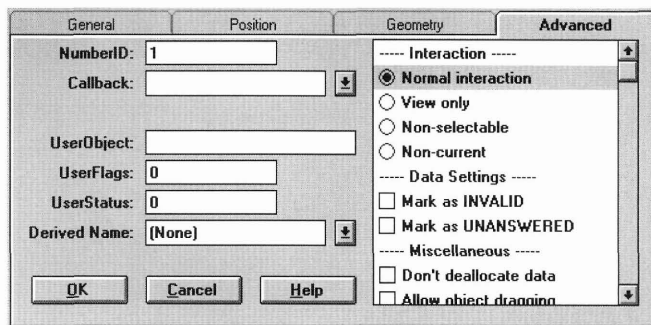 General Position Geometry Advanced
NumberID: 1
Callback:
UserObject:
UserFlags: 0
UserStatus: 0
Derived Name: (None)
OK Cancel Help
----- Interaction -----
Normal interaction
View only
Non-selectable
Non-current
----- Data Settings -----
Mark as INVALID
Mark as UNANSWERED
----- Miscellaneous -----
Don't deallocate data
Allow object dragging